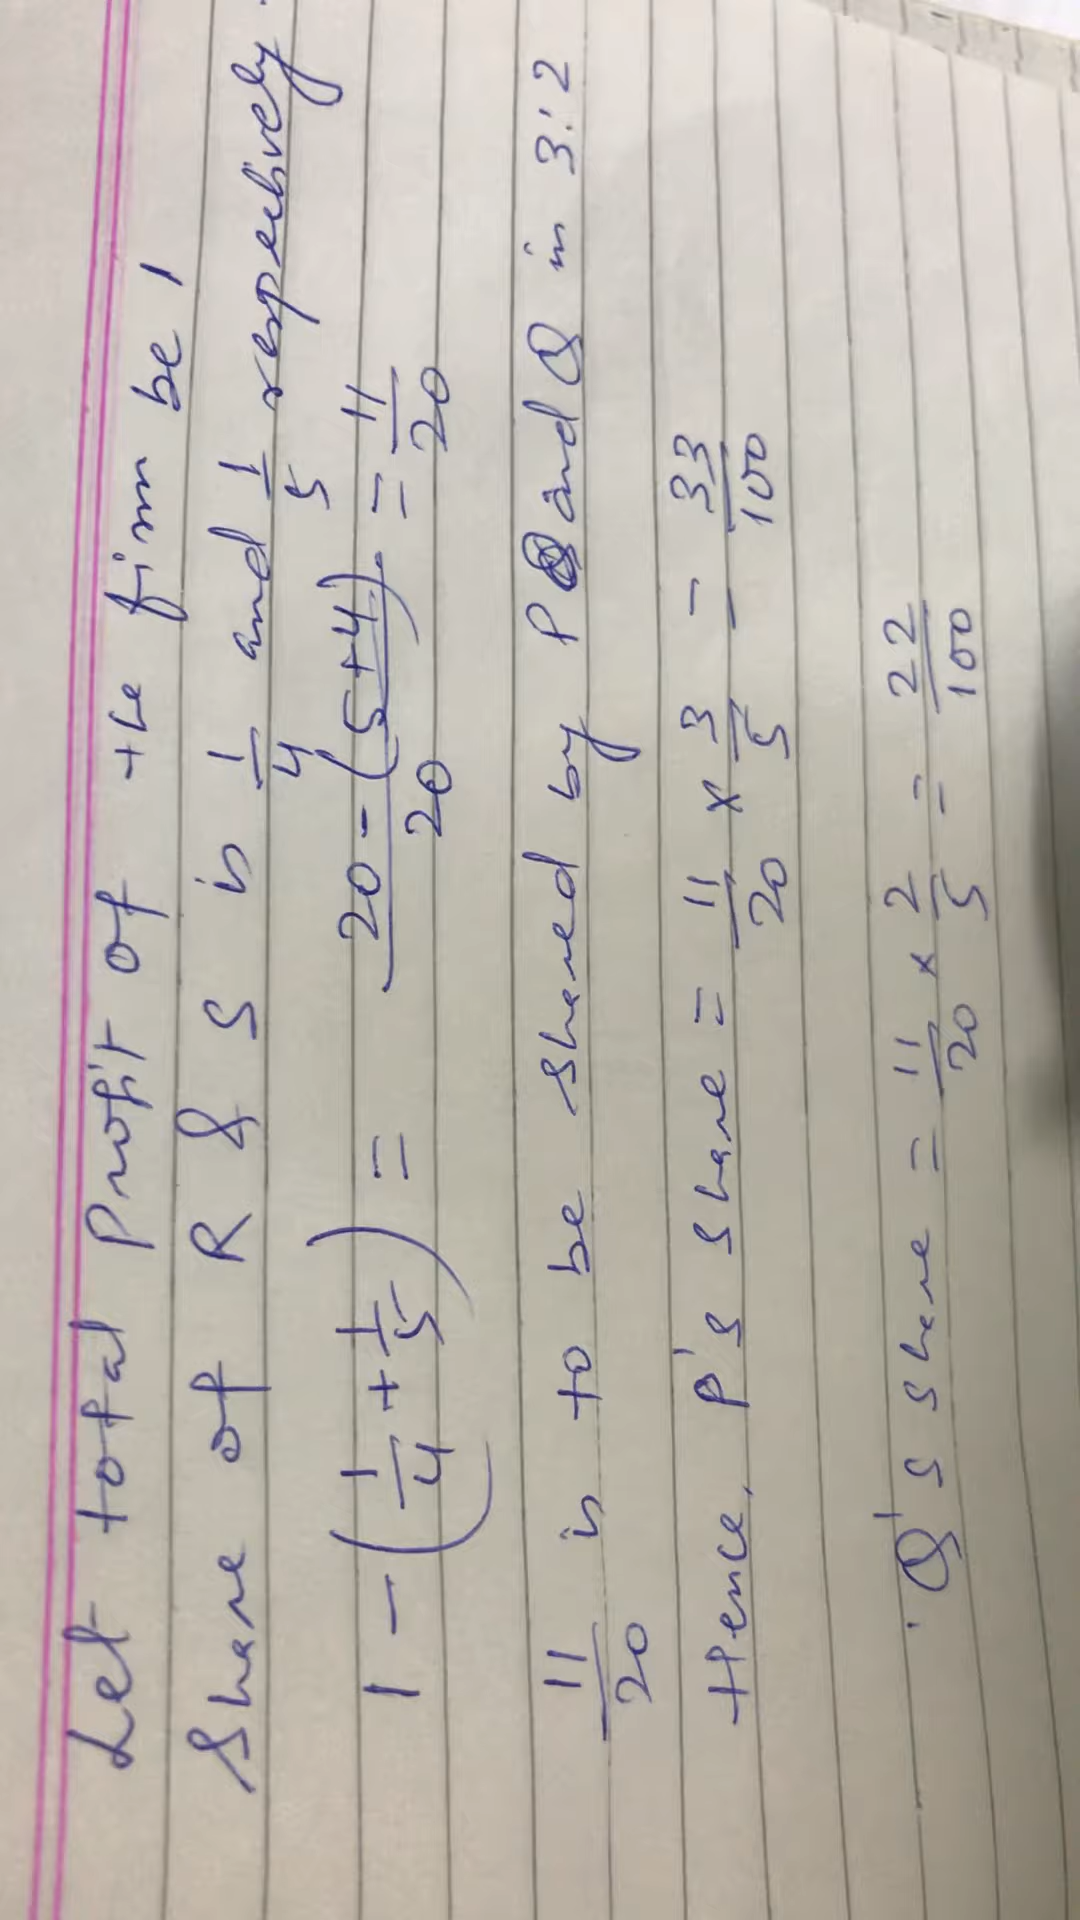 Let total Profit of the firm be 1
Share of R & S is 1/4 and 1/5 respectively.
1 - (1/4 + 1/5) = 20 - (5+4)/20 = 11/20
11/20 is to be shared by P and Q in 3:2
Hence, P's share = 11/20 × 3/5 = 33/100
Q's share = 11/20 × 2/5 = 22/100